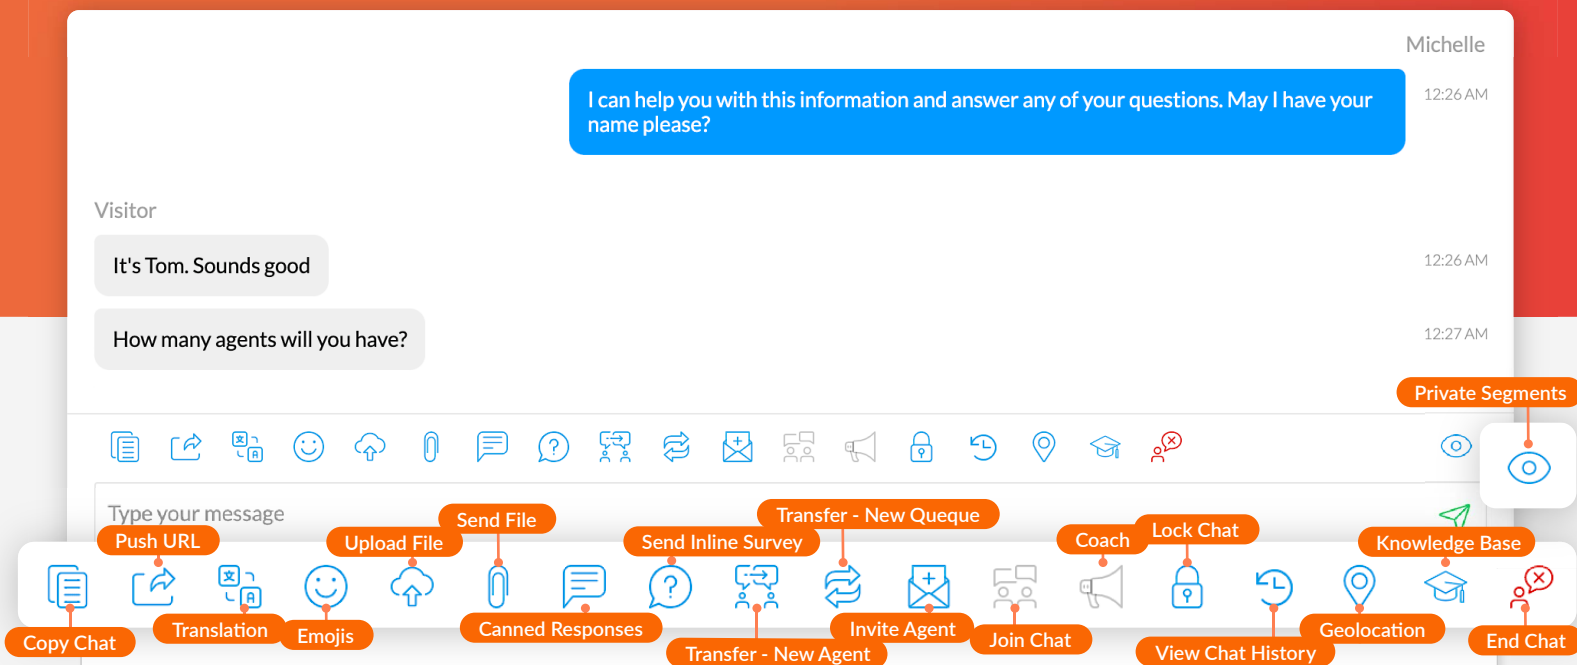 Michelle
I can help you with this information and answer any of your questions. May I have your
name please?
12:26 AM
Visitor
It's Tom. Sounds good
12:26 AM
How many agents will you have?
12:27 AM
Private Segments
Type your message
Push URL
Upload File
Send File
Send Inline Survey
Transfer - New Queque
Coach
Lock Chat
Knowledge Base
Copy Chat
Translation
Emojis
Canned Responses
Transfer - New Agent
Invite Agent
Join Chat
View Chat History
Geolocation
End Chat